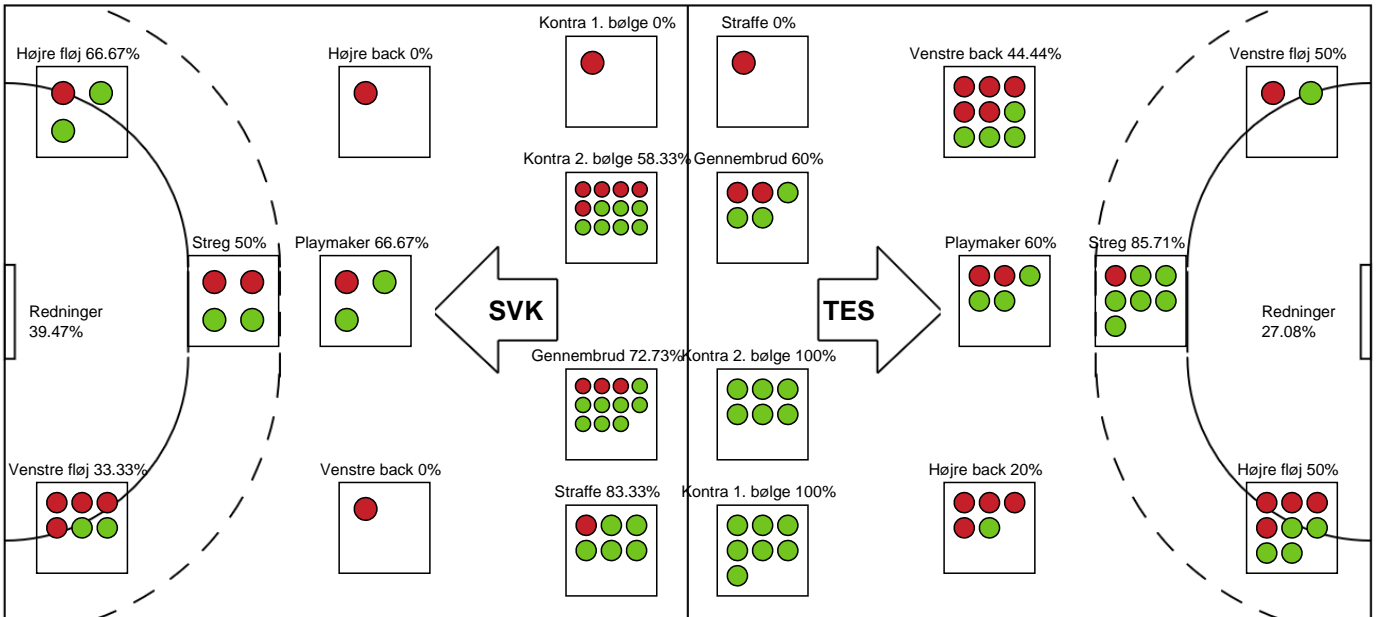 Kontra 1. bølge 0%
Straffe 0%
Højre fløj 66.67%
Højre back 0%
Venstre back 44.44%
Venstre fløj 50%
Kontra 2. bølge 58.33%
Gennembrud 60%
Streg 50%
Playmaker 66.67%
Playmaker 60%
Streg 85.71%
Redninger
39.47%
SVK
TES
Redninger
27.08%
Gennembrud 72.73%
Kontra 2. bølge 100%
Venstre fløj 33.33%
Venstre back 0%
Højre back 20%
Højre fløj 50%
Straffe 83.33%
Kontra 1. bølge 100%